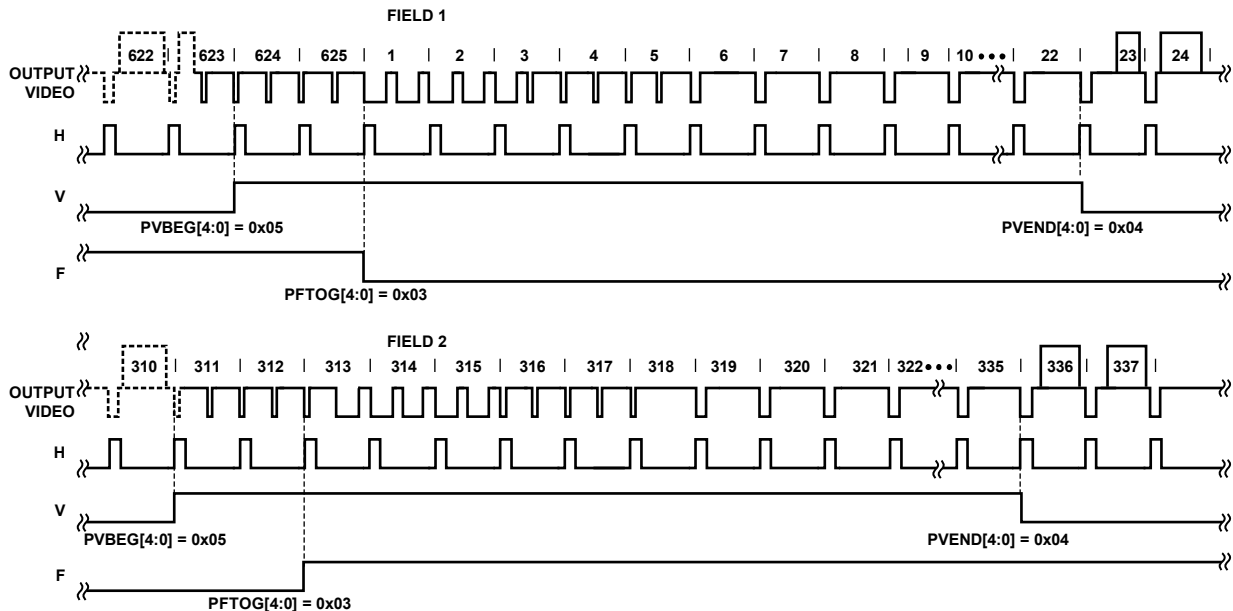 FIELD 1
622 623 624 625 1 2 3 4 5 6 7 8 9 10 ••• 22 23 24
OUTPUT
VIDEO
H
V
PVBEG[4:0] = 0x05
PVEND[4:0] = 0x04
F
PFTOG[4:0] = 0x03
FIELD 2
310 311 312 313 314 315 316 317 318 319 320 321 322 ••• 335 336 337
OUTPUT
VIDEO
H
V
PVBEG[4:0] = 0x05
PVEND[4:0] = 0x04
F
PFTOG[4:0] = 0x03